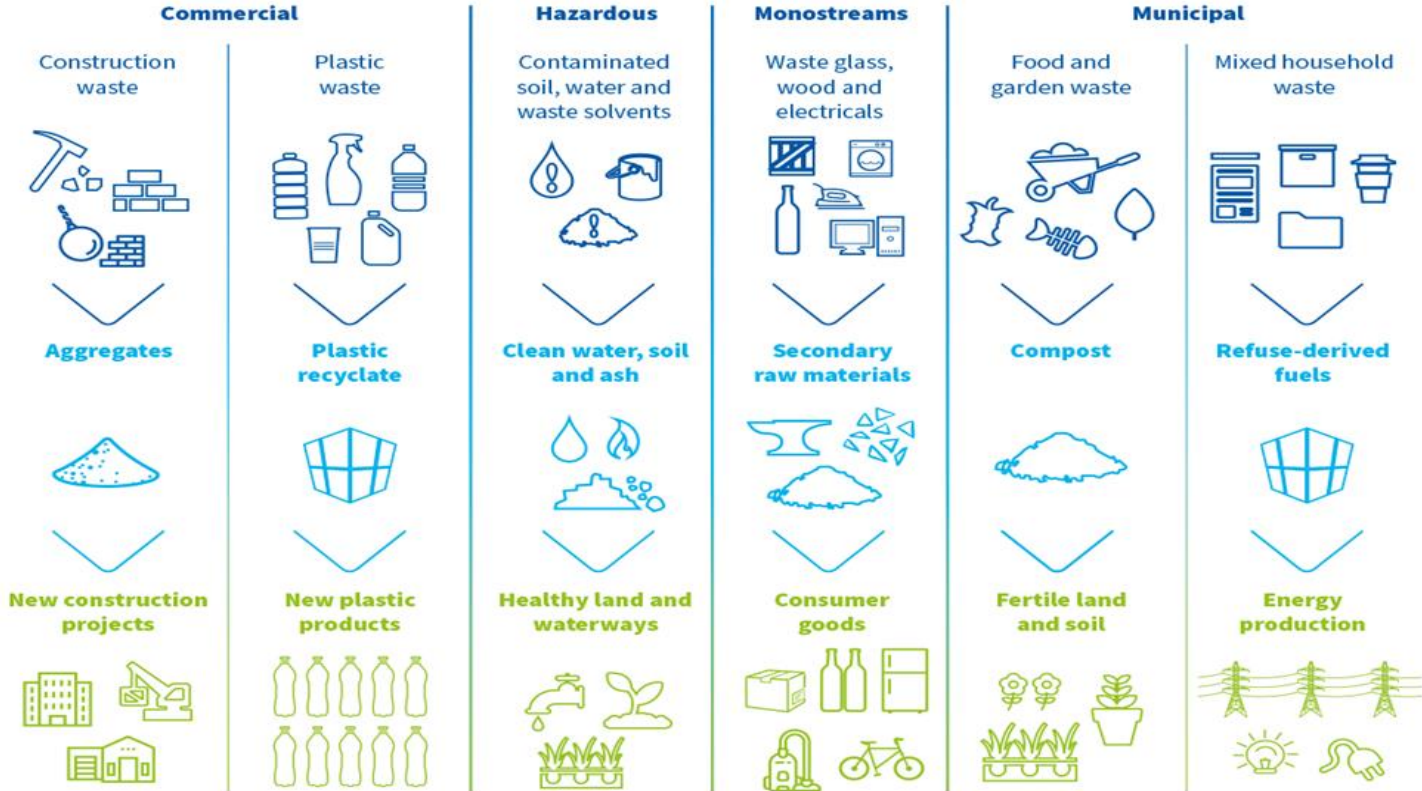 Commercial
Hazardous
Monostreams
Municipal
Construction
waste
Plastic
waste
Contaminated
soil, water and
waste solvents
Waste glass,
wood and
electricals
Food and
garden waste
Mixed household
waste
Aggregates
Plastic
recyclate
Clean water, soil
and ash
Secondary
raw materials
Compost
Refuse-derived
fuels
New construction
projects
New plastic
products
Healthy land and
waterways
Consumer
goods
Fertile land
and soil
Energy
production